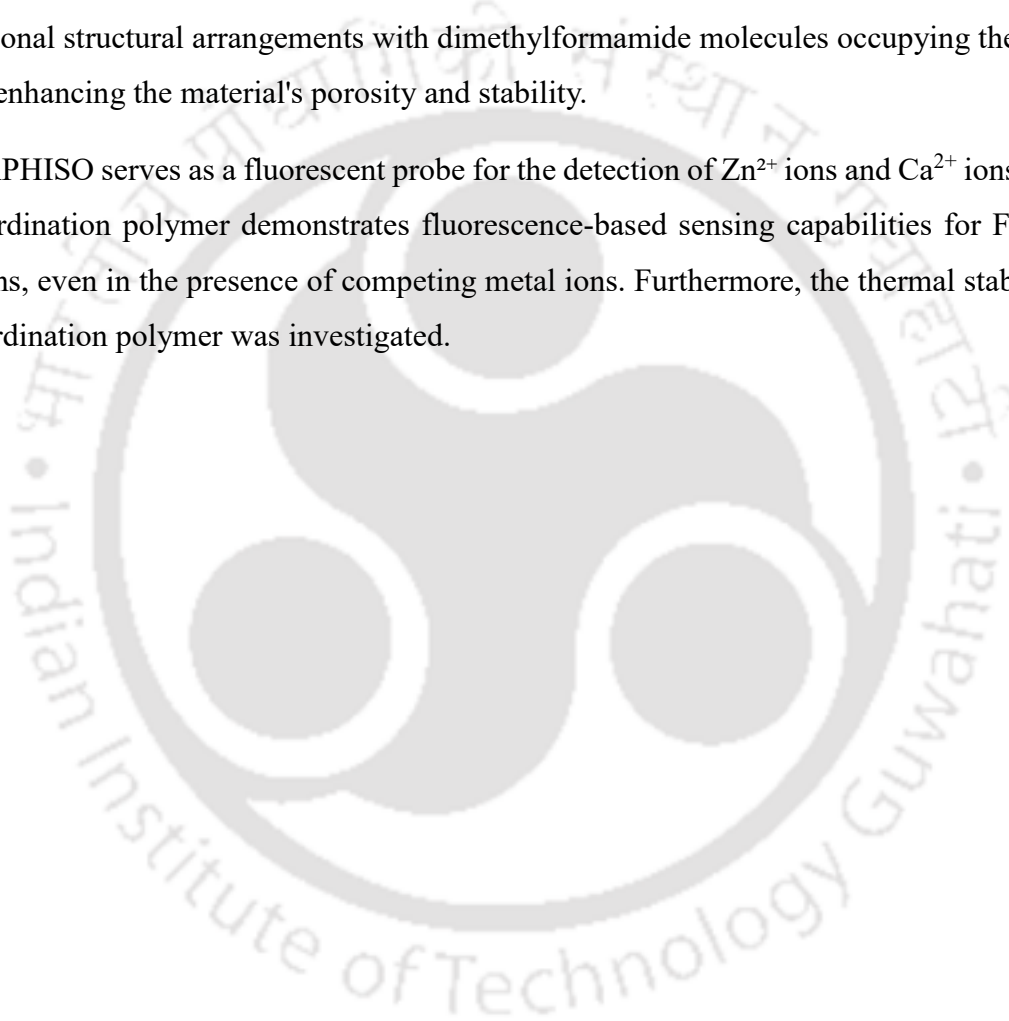 onal structural arrangements with dimethylformamide molecules occupying the
enhancing the material's porosity and stability.
PHISO serves as a fluorescent probe for the detection of Zn²⁺ ions and Ca²⁺ ions
rdination polymer demonstrates fluorescence-based sensing capabilities for F
ns, even in the presence of competing metal ions. Furthermore, the thermal stab
rdination polymer was investigated.
Indian Institute of Technology Guwahati